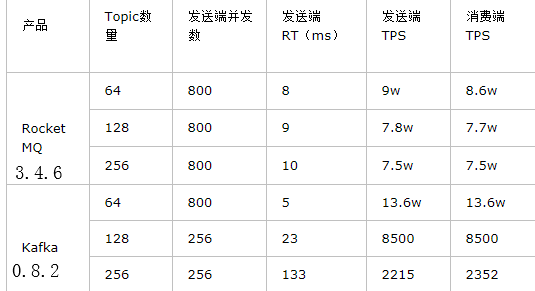 产品 Topic数量 发送端并发数 发送端RT（ms） 发送端TPS 消费端TPS
RocketMQ 3.4.6 64 800 8 9w 8.6w
128 800 9 7.8w 7.7w
256 800 10 7.5w 7.5w
Kafka 0.8.2 64 800 5 13.6w 13.6w
128 256 23 8500 8500
256 256 133 2215 2352